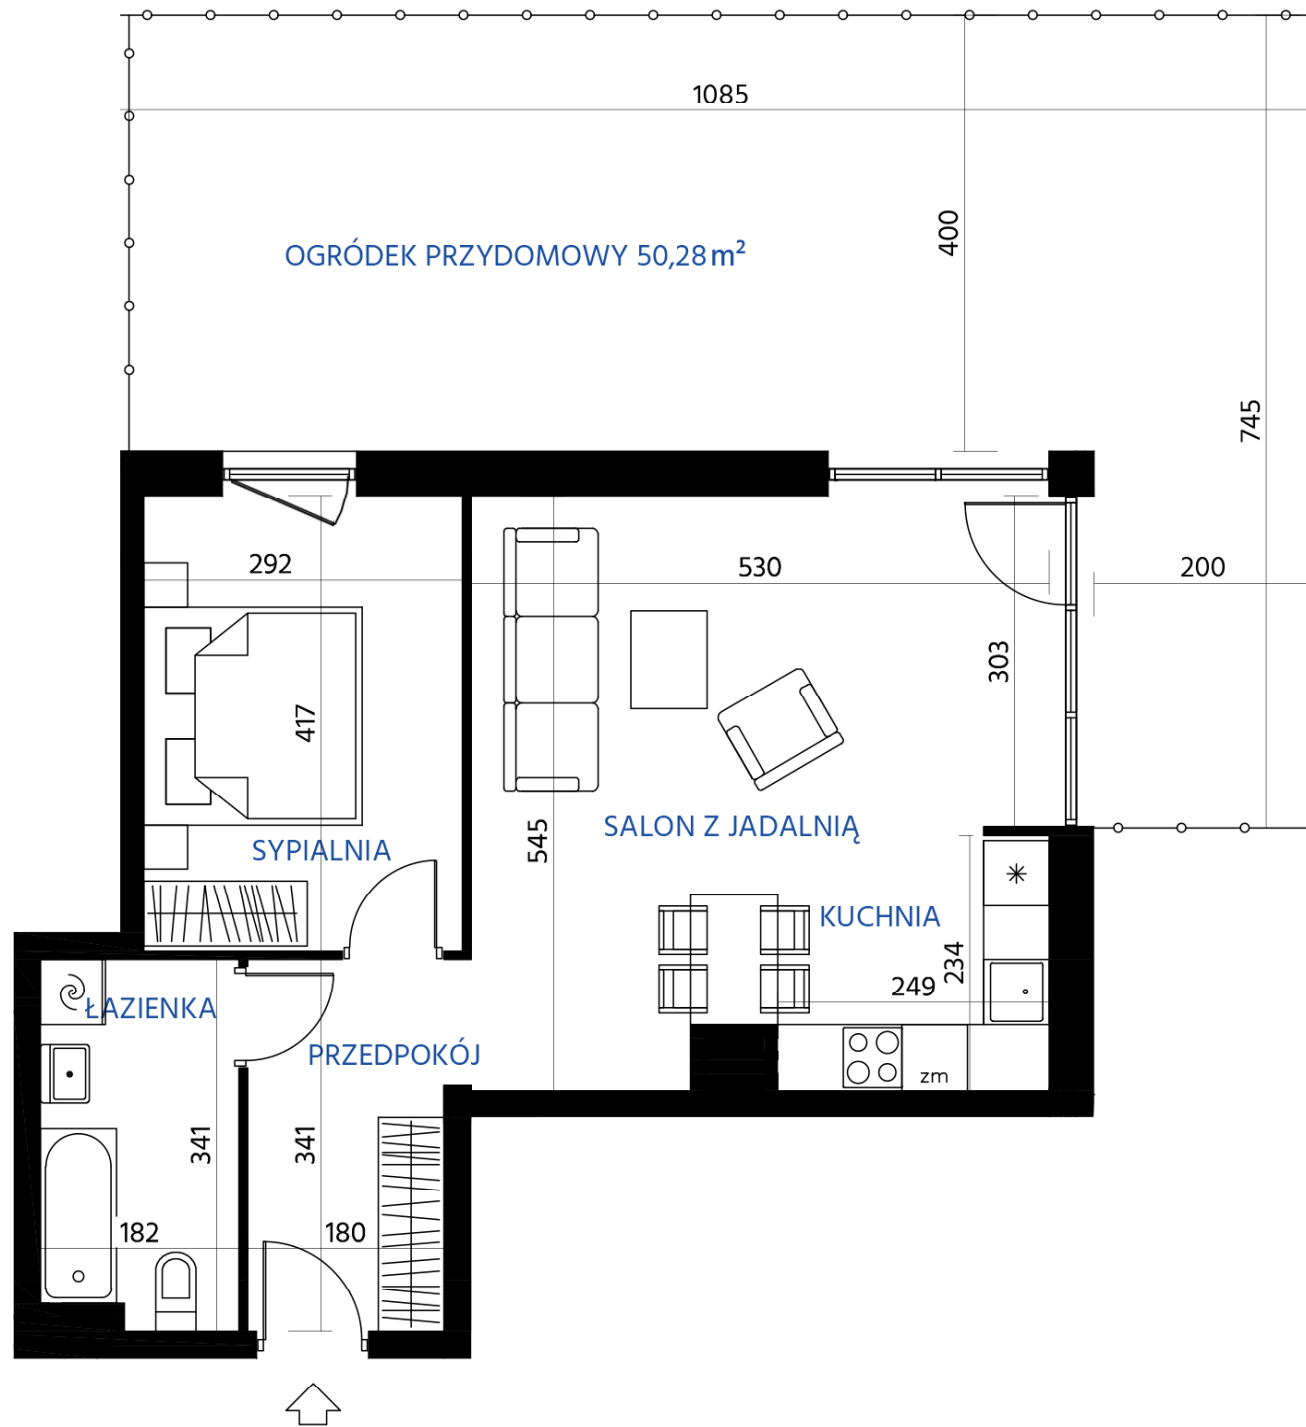 1085
400
OGRÓDEK PRZYDOMOWY 50,28 m²
745
292
530
200
303
417
545
SALON Z JADALNIĄ
SYPIALNIA
KUCHNIA
234
249
ŁAZIENKA
PRZEDPOKÓJ
zm
341
341
182
180